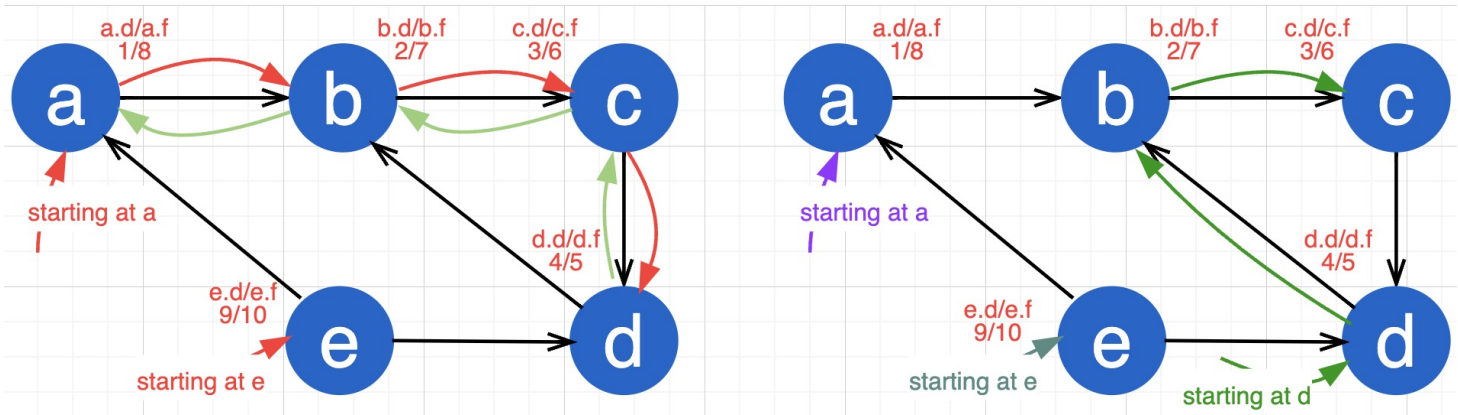 a.d/a.f
1/8
b.d/b.f
2/7
c.d/c.f
3/6
a
b
c
starting at a
d.d/d.f
4/5
e.d/e.f
9/10
e
d
starting at e
a.d/a.f
1/8
b.d/b.f
2/7
c.d/c.f
3/6
a
b
c
starting at a
d.d/d.f
4/5
e.d/e.f
9/10
e
d
starting at e
starting at d